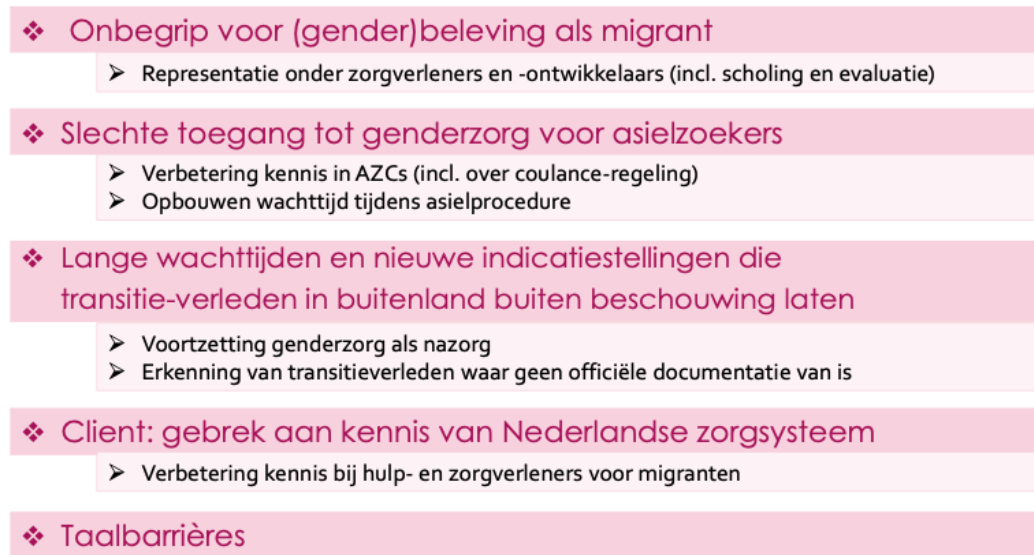 ❖ Onbegrip voor (gender)beleving als migrant
➤ Representatie onder zorgverleners en -ontwikkelaars (incl. scholing en evaluatie)
❖ Slechte toegang tot genderzorg voor asielzoekers
➤ Verbetering kennis in AZCs (incl. over coulance-regeling)
➤ Opbouwen wachttijd tijdens asielprocedure
❖ Lange wachttijden en nieuwe indicatiestellingen die
transitie-verleden in buitenland buiten beschouwing laten
➤ Voortzetting genderzorg als nazorg
➤ Erkenning van transitieverleden waar geen officiële documentatie van is
❖ Client: gebrek aan kennis van Nederlandse zorgsysteem
➤ Verbetering kennis bij hulp- en zorgverleners voor migranten
❖ Taalbarrières